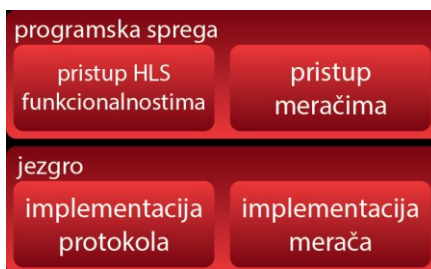 programska sprega
pristup HLS
funkcionalnostima
pristup
meračima
jezgro
implementacija
protokola
implementacija
merača